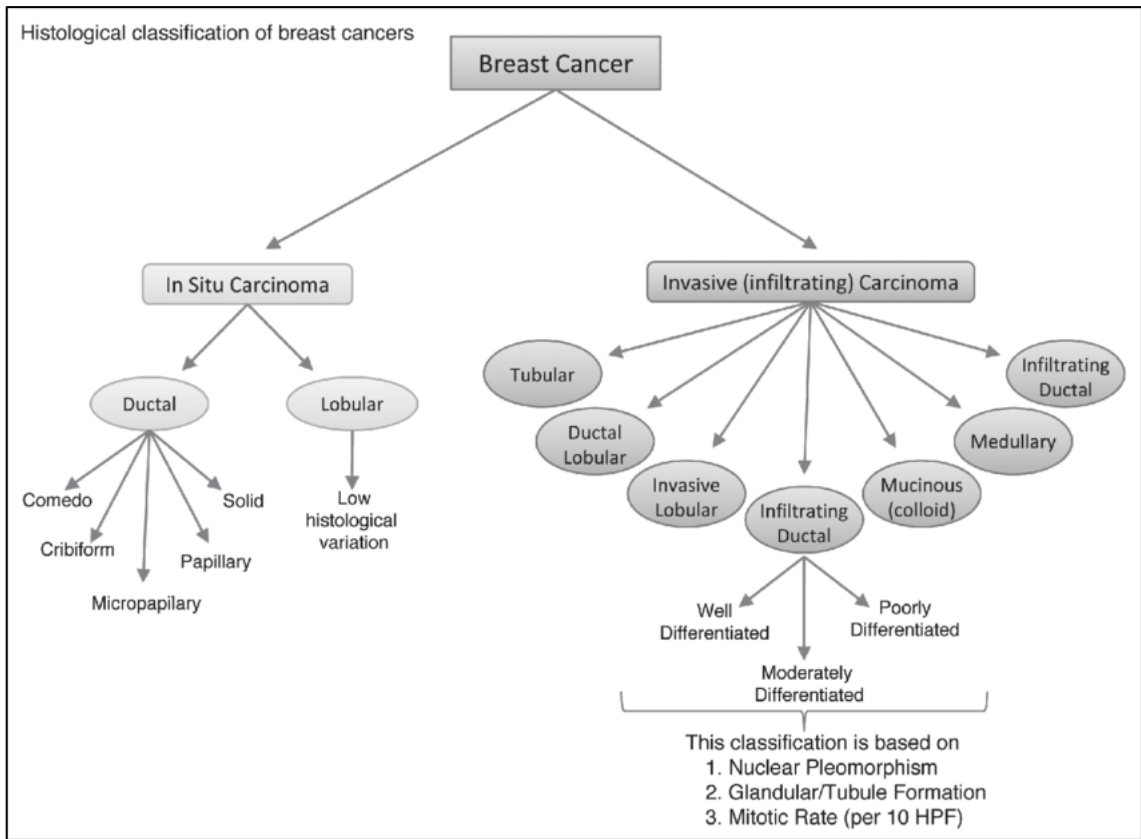 Histological classification of breast cancers
Breast Cancer
In Situ Carcinoma
Invasive (infiltrating) Carcinoma
Ductal
Lobular
Comedo
Cribiform
Micropapilary
Papillary
Solid
Low
histological
variation
Tubular
Ductal
Lobular
Invasive
Lobular
Infiltrating
Ductal
Mucinous
(colloid)
Medullary
Infiltrating
Ductal
Well
Differentiated
Moderately
Differentiated
Poorly
Differentiated
This classification is based on
1. Nuclear Pleomorphism
2. Glandular/Tubule Formation
3. Mitotic Rate (per 10 HPF)